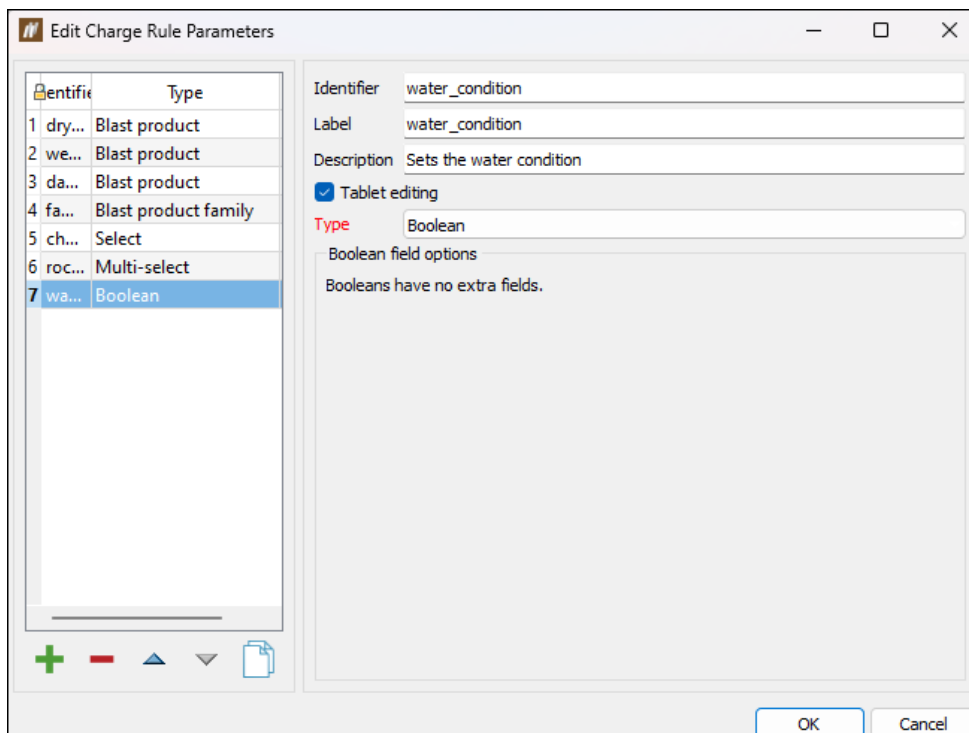 Edit Charge Rule Parameters
entifie Type
1 dry... Blast product
2 we... Blast product
3 da... Blast product
4 fa... Blast product family
5 ch... Select
6 roc... Multi-select
7 wa... Boolean
Identifier water_condition
Label water_condition
Description Sets the water condition
Tablet editing
Type Boolean
Boolean field options
Booleans have no extra fields.
OK Cancel